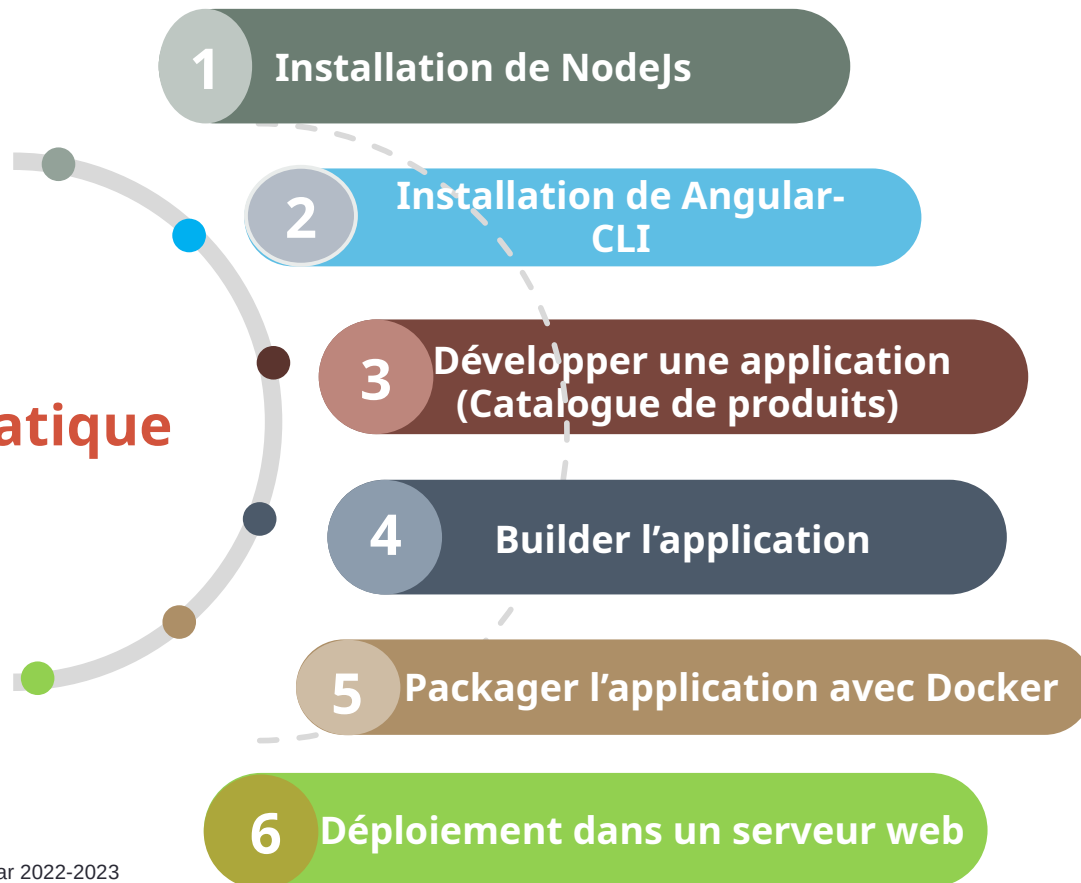 1
Installation de NodeJs
2
Installation de Angular-
CLI
3
Développer une application
(Catalogue de produits)
atique
4
Builder l’application
5
Packager l’application avec Docker
6
Déploiement dans un serveur web
ar 2022-2023